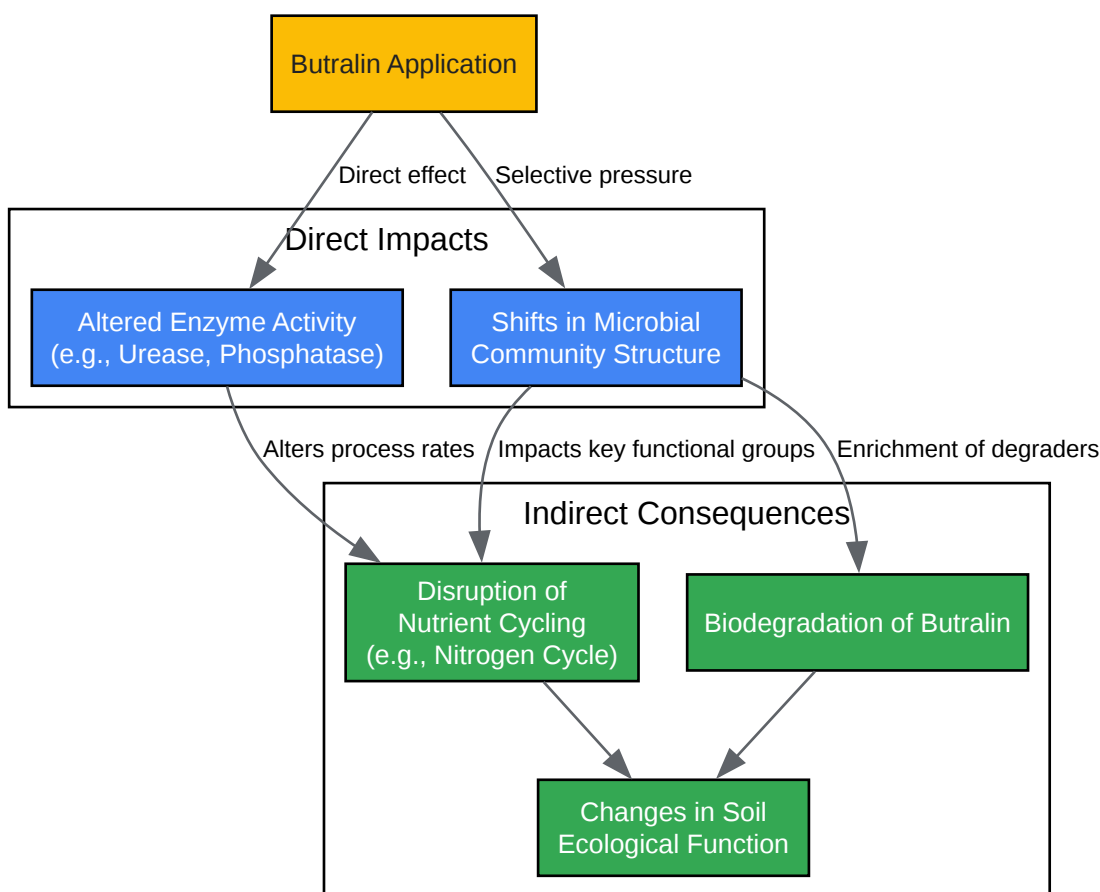 Butralin Application
Direct effect
Selective pressure
Direct Impacts
Altered Enzyme Activity
(e.g., Urease, Phosphatase)
Shifts in Microbial
Community Structure
Alters process rates
Impacts key functional groups
Enrichment of degraders
Indirect Consequences
Disruption of
Nutrient Cycling
(e.g., Nitrogen Cycle)
Biodegradation of Butralin
Changes in Soil
Ecological Function